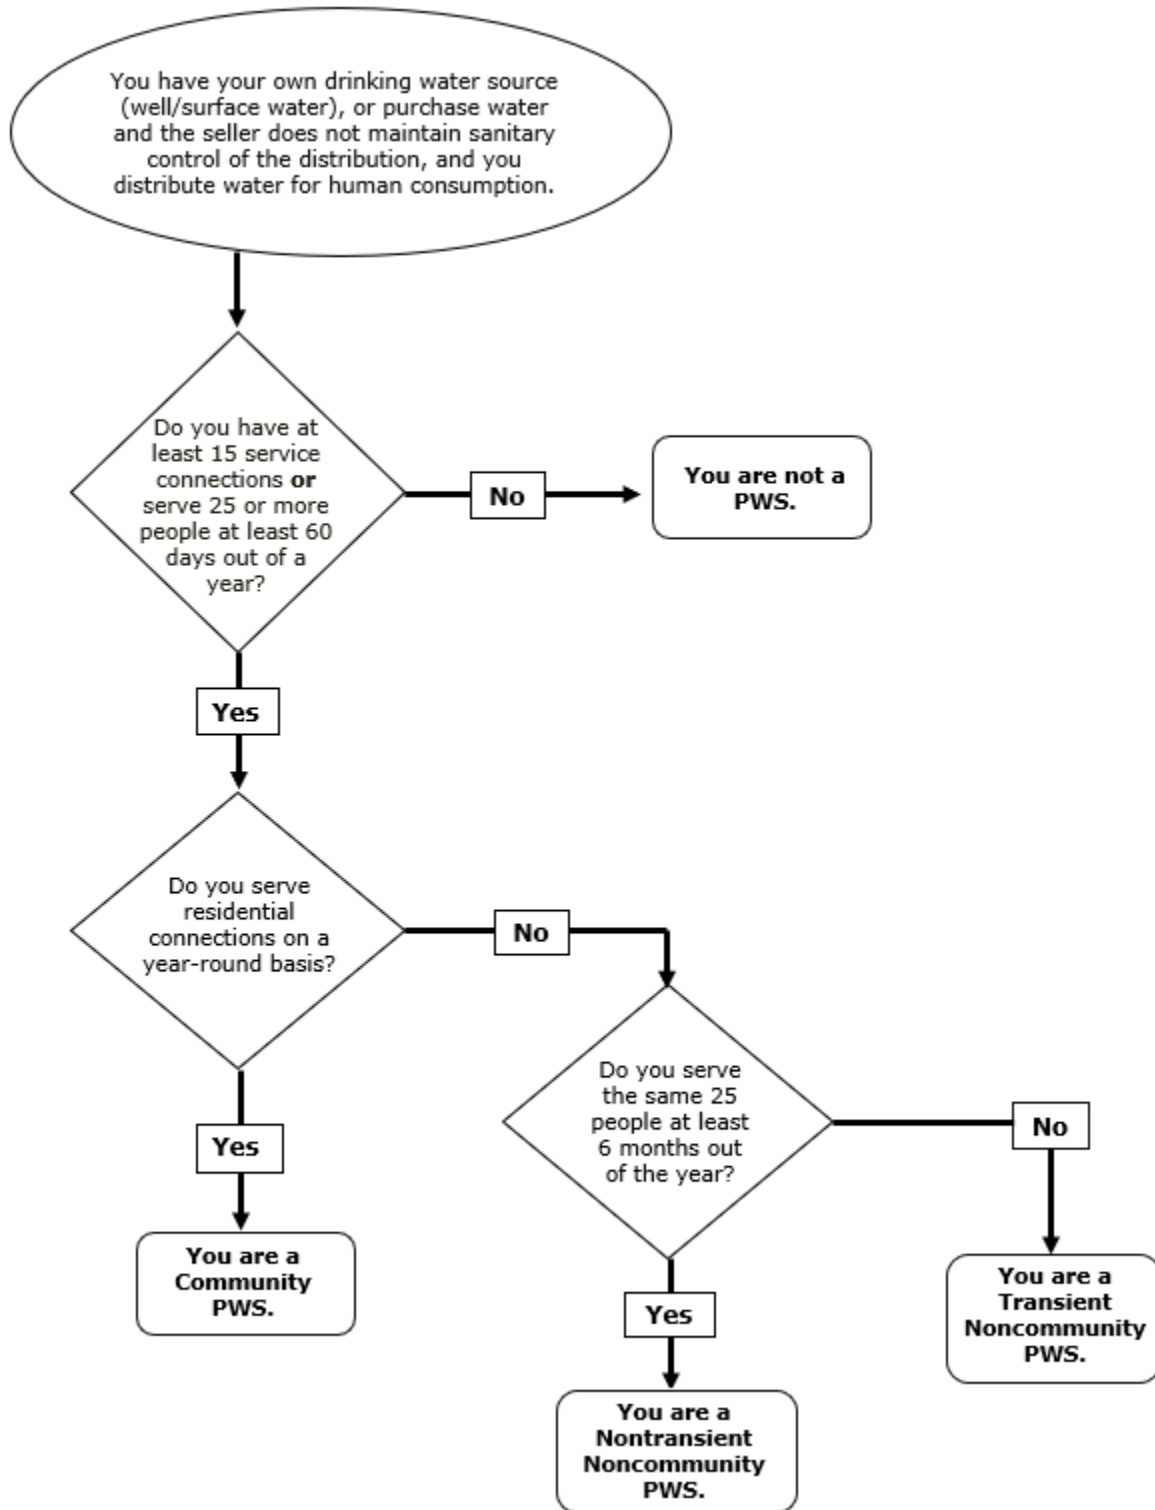 You have your own drinking water source
(well/surface water), or purchase water
and the seller does not maintain sanitary
control of the distribution, and you
distribute water for human consumption.
Do you have at
least 15 service
connections or
serve 25 or more
people at least 60
days out of a
year?
No
You are not a
PWS.
Yes
Do you serve
residential
connections on a
year-round basis?
No
Do you serve
the same 25
people at least
6 months out
of the year?
No
Yes
You are a
Community
PWS.
You are a
Transient
Noncommunity
PWS.
Yes
You are a
Nontransient
Noncommunity
PWS.